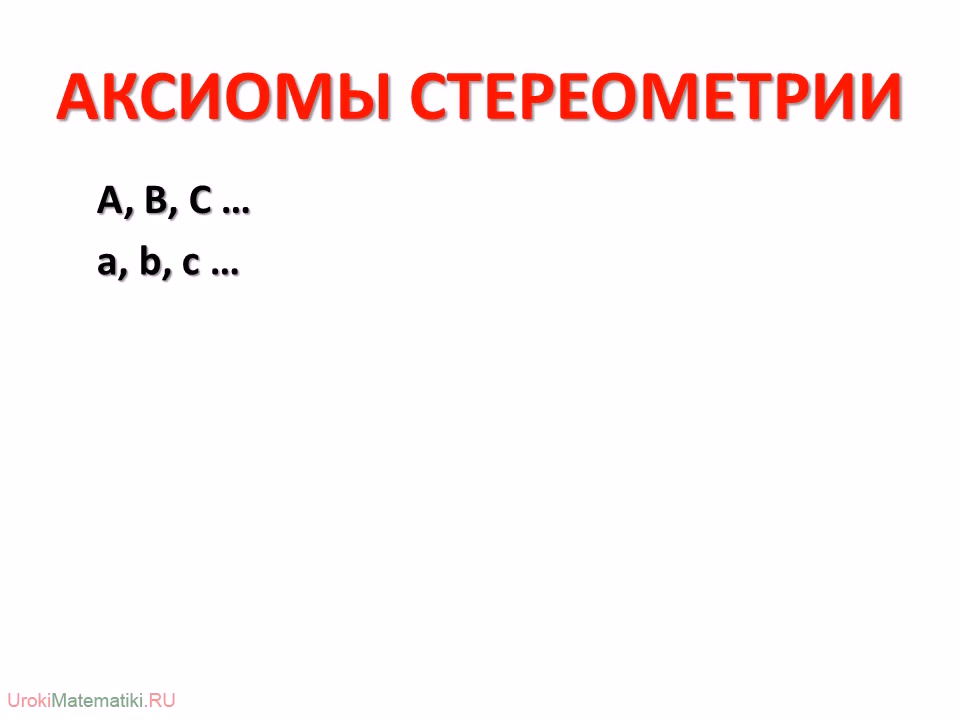 АКСИОМЫ СТЕРЕОМЕТРИИ
A, B, C …
a, b, c …
UrokiMatematiki.RU